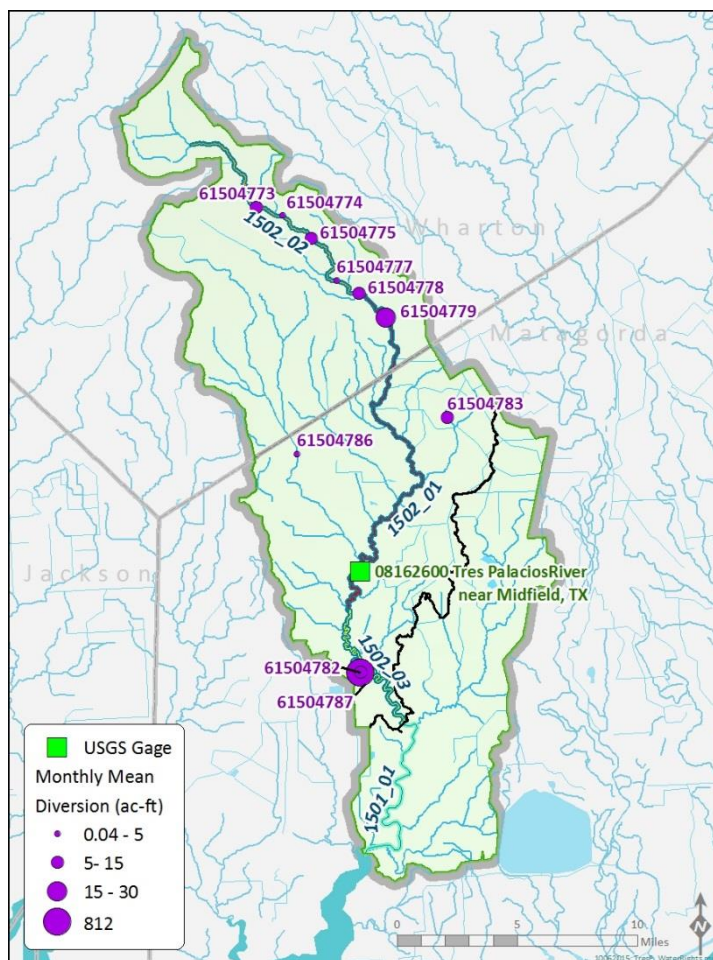 61504773
61504774
Wharton
61504775
1502_02
61504777
61504778
61504779
Matagorda
61504783
61504786
1502_01
Jackson
08162600 Tres PalaciosRiver
near Midfield, TX
1502_03
61504782
61504787
1501_01
USGS Gage
Monthly Mean
Diversion (ac-ft)
0.04 - 5
5- 15
15 - 30
812
0 5 10
Miles
N